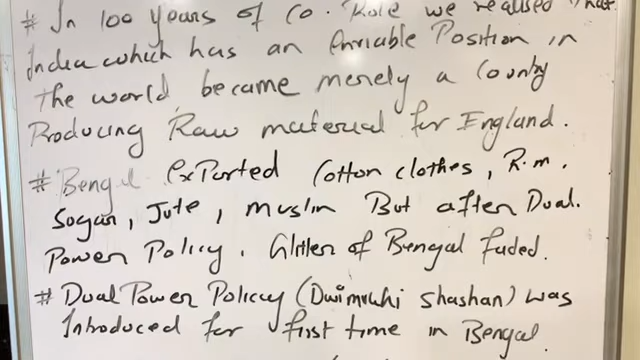 # In 100 years of Co. Role we realised that
India which has an Enviable Position in
the world, became merely a Country
Producing Raw material for England.
# Bengal exported Cotton clothes, R.m.
Sogar, Jute, Muslin But after Dual.
Power Policy. Glitter of Bengal faded.
# Dual Power Policy (Dwimukhi Shashan) was
Introduced for first time in Bengal.